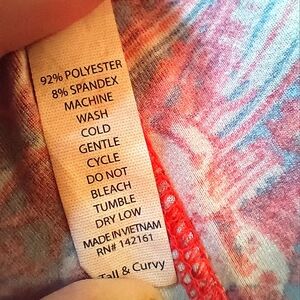 92% POLYESTER
8% SPANDEX
MACHINE
WASH
COLD
GENTLE
CYCLE
DO NOT
BLEACH
TUMBLE
DRY LOW
MADE IN VIETNAM
RN# 142161
Tall & Curvy